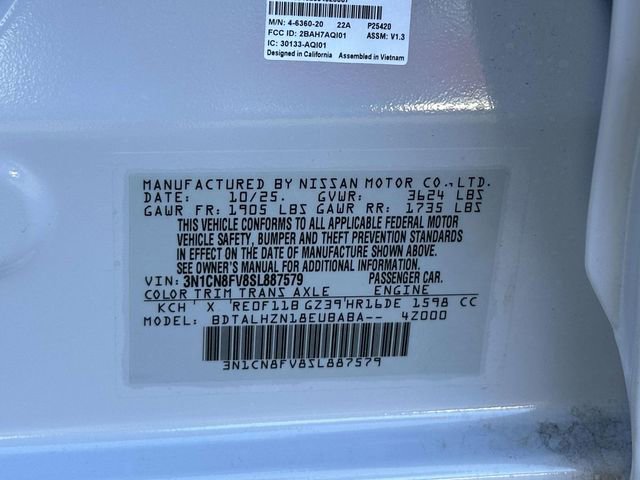 M/N: 4-6360-20 22A P25420
FCC ID: 2BAH7AQI01 ASSM: V1.3
IC: 30133-AQI01
Designed in California Assembled in Vietnam
MANUFACTURED BY NISSAN MOTOR CO.,LTD.
DATE: 10/25. GVWR: 3624 LBS
GAWR FR: 1905 LBS GAWR RR: 1735 LBS
THIS VEHICLE CONFORMS TO ALL APPLICABLE FEDERAL MOTOR
VEHICLE SAFETY, BUMPER AND THEFT PREVENTION STANDARDS
IN EFFECT ON THE DATE OF MANUFACTURE SHOWN ABOVE.
SEE OWNER'S MANUAL FOR ADDITIONAL INFORMATION.
VIN: 3N1CN8FV8SL887579 PASSENGER CAR.
COLOR TRIM TRANS AXLE ENGINE
KCH X RE0F11B GZ39 HR16DE 1598 CC
MODEL: BDTALHZN18EUBABA-- 4Z000
3N1CN8FV8SL887579